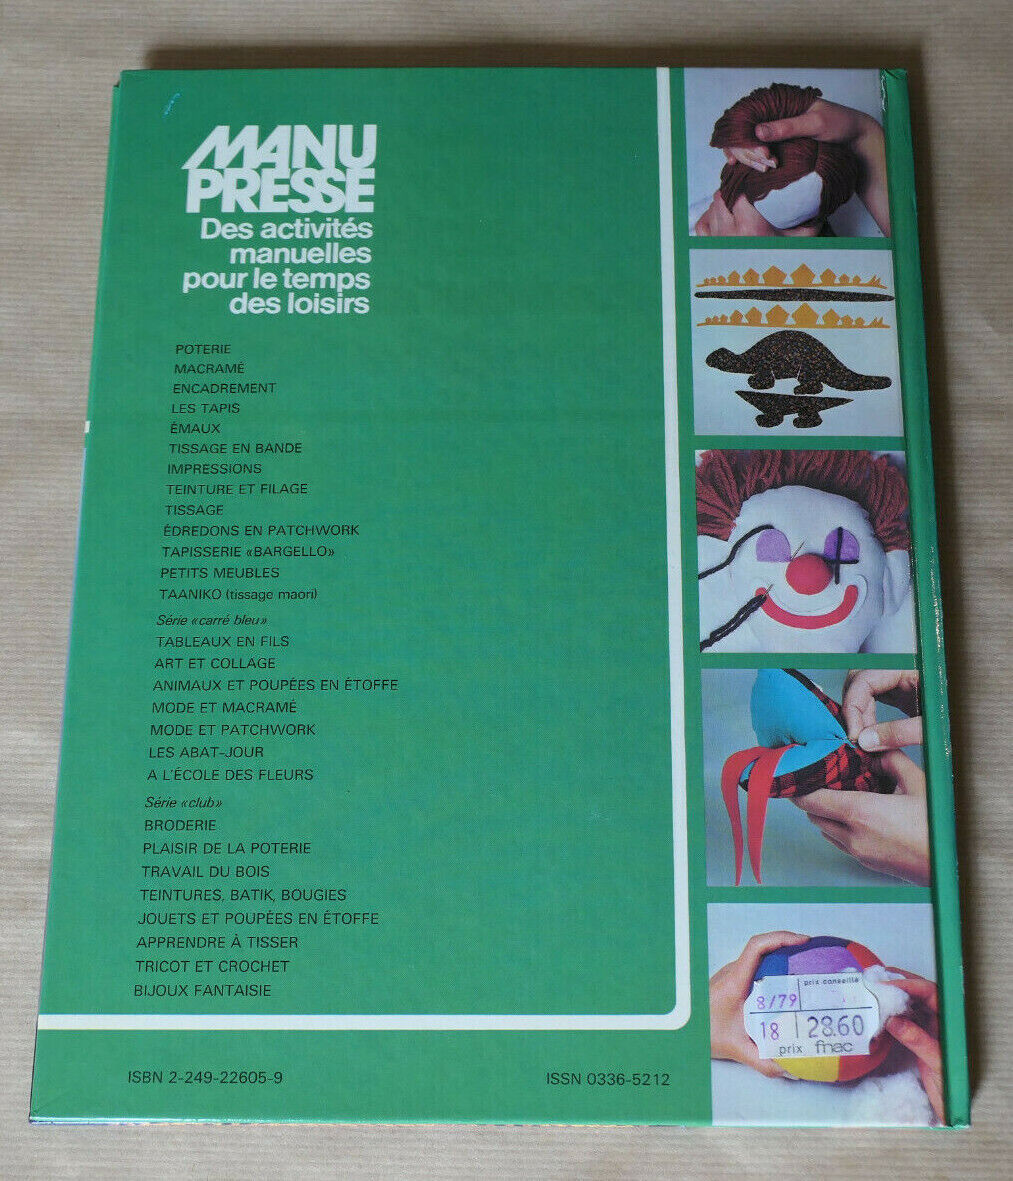 MANU
PRESSE
Des activités
manuelles
pour le temps
des loisirs
POTERIE
MACRAMÉ
ENCADREMENT
LES TAPIS
ÉMAUX
TISSAGE EN BANDE
IMPRESSIONS
TEINTURE ET FILAGE
TISSAGE
ÉDREDONS EN PATCHWORK
TAPISSERIE «BARGELLO»
PETITS MEUBLES
TAANIKO (tissage maori)
Série «carré bleu»
TABLEAUX EN FILS
ART ET COLLAGE
ANIMAUX ET POUPÉES EN ÉTOFFE
MODE ET MACRAMÉ
MODE ET PATCHWORK
LES ABAT-JOUR
A L'ÉCOLE DES FLEURS
Série «club»
BRODERIE
PLAISIR DE LA POTERIE
TRAVAIL DU BOIS
TEINTURES, BATIK, BOUGIES
JOUETS ET POUPÉES EN ÉTOFFE
APPRENDRE À TISSER
TRICOT ET CROCHET
BIJOUX FANTAISIE
ISBN 2-249-22605-9
ISSN 0336-5212
prix conseillé
8/79
18 28.60
prix fnac